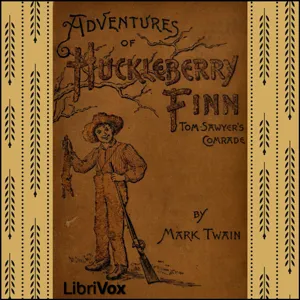 ADVENTURES
OF
HUCKLEBERRY
FINN
TOM SAWYER'S
COMRADE
BY
MARK TWAIN
LibriVox